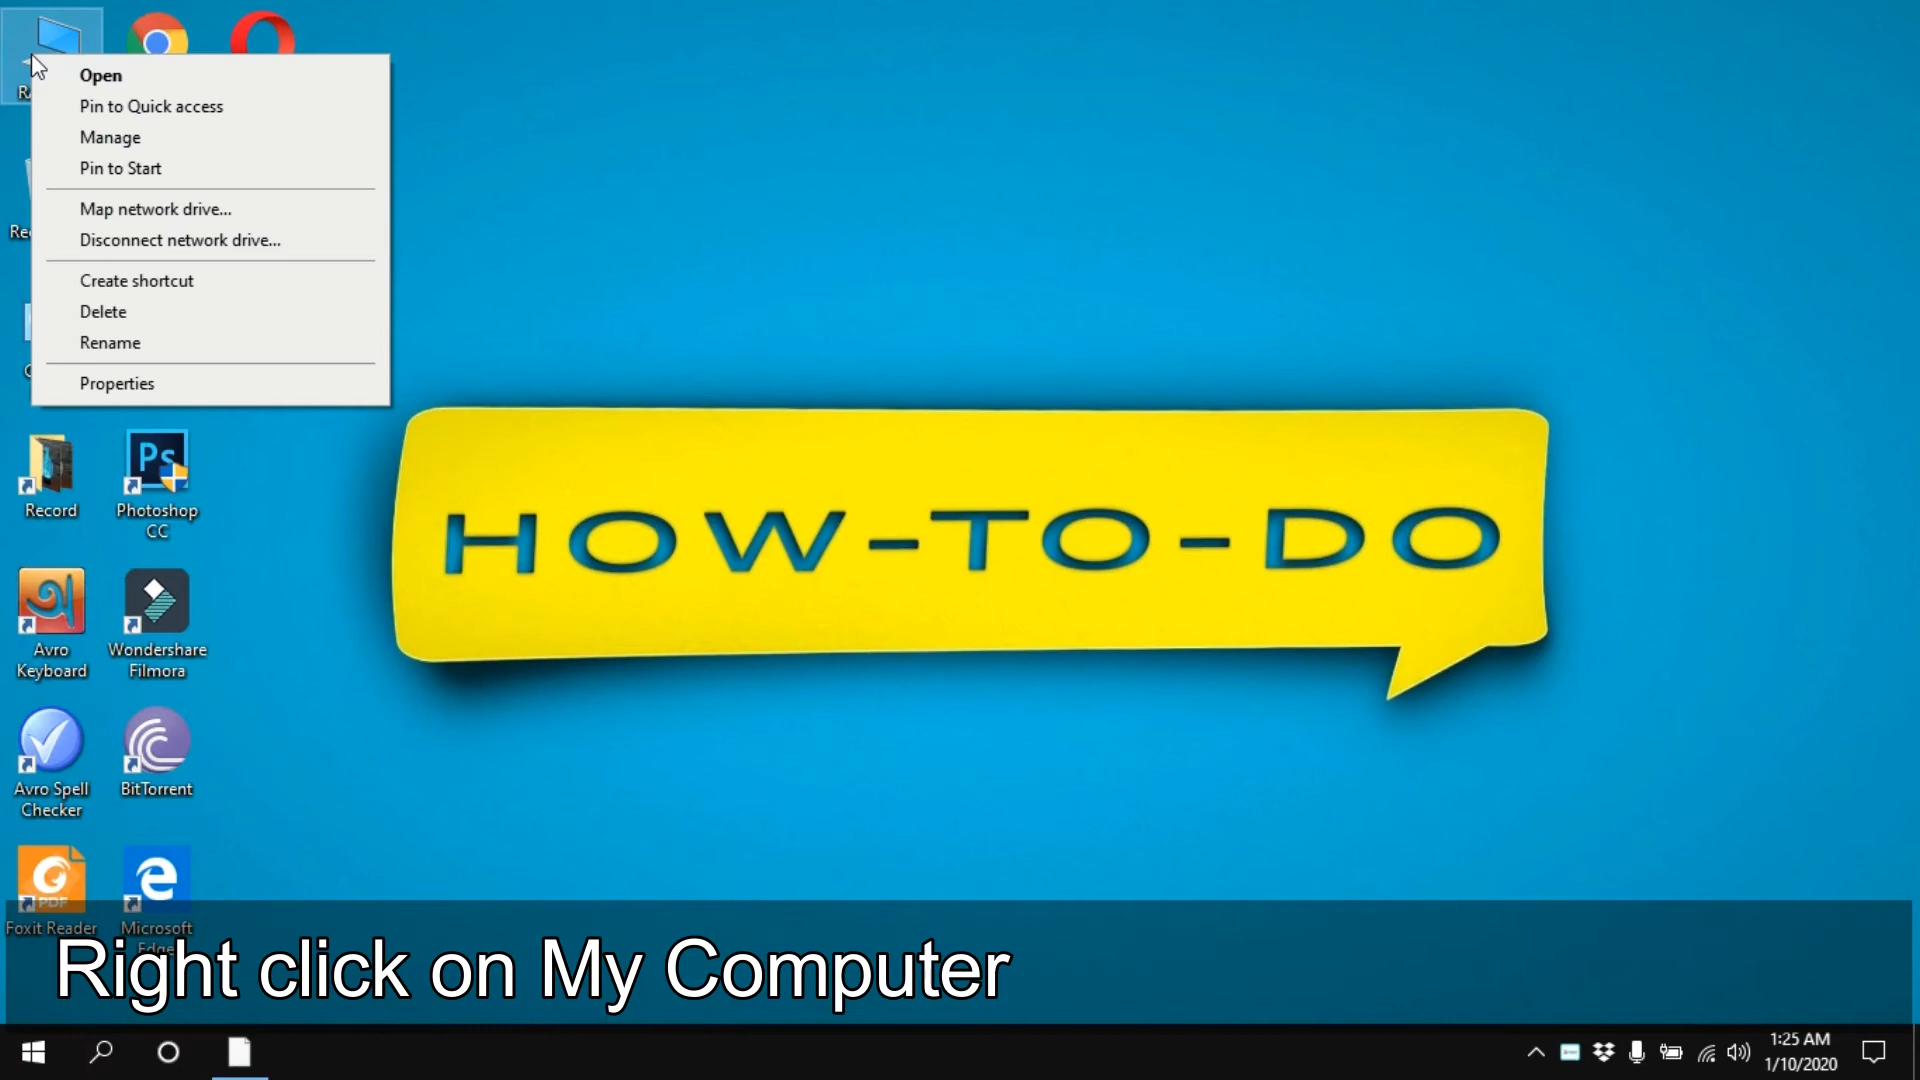 Open
Pin to Quick access
Manage
Pin to Start
Map network drive...
Disconnect network drive...
Create shortcut
Delete
Rename
Properties
HOW-TO-DO
Record
Photoshop
CC
Ps
Avro
Keyboard
Wondershare
Filmora
Avro Spell
Checker
BitTorrent
PDF
Foxit Reader
Microsoft
Edge
Right click on My Computer
1:25 AM
1/10/2020